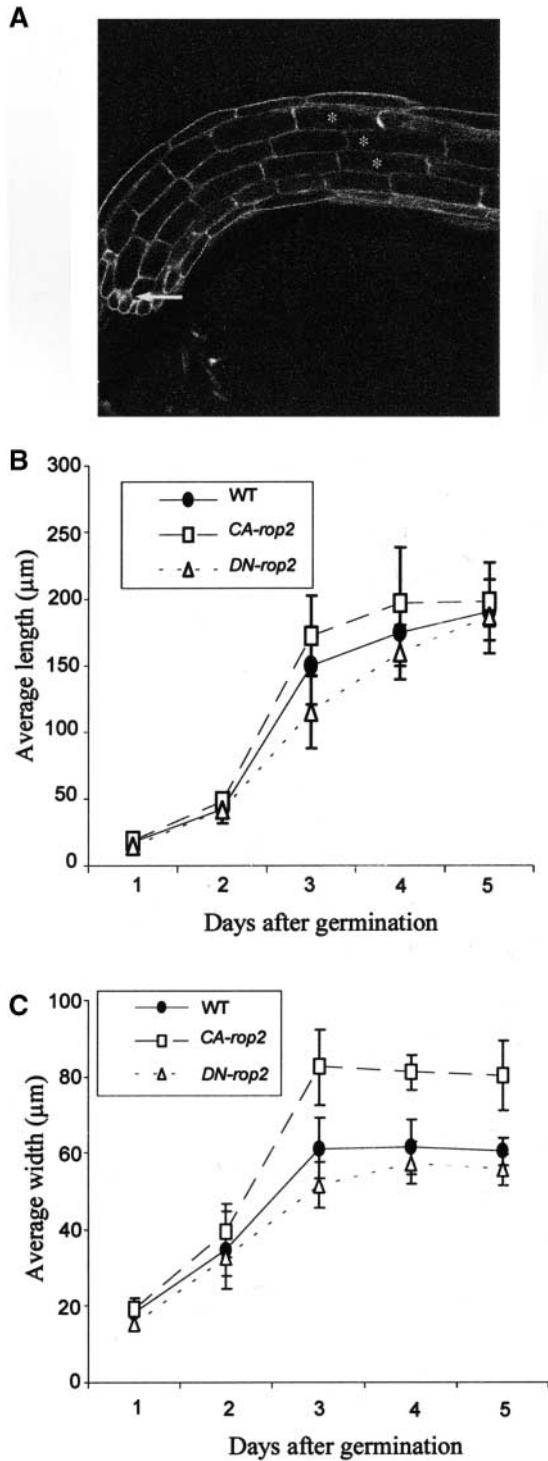 A
* * *
B
300
250
200
150
100
50
0
Average length (μm)
WT
CA-rop2
DN-rop2
1 2 3 4 5
Days after germination
C
100
80
60
40
20
0
Average width (μm)
WT
CA-rop2
DN-rop2
1 2 3 4 5
Days after germination